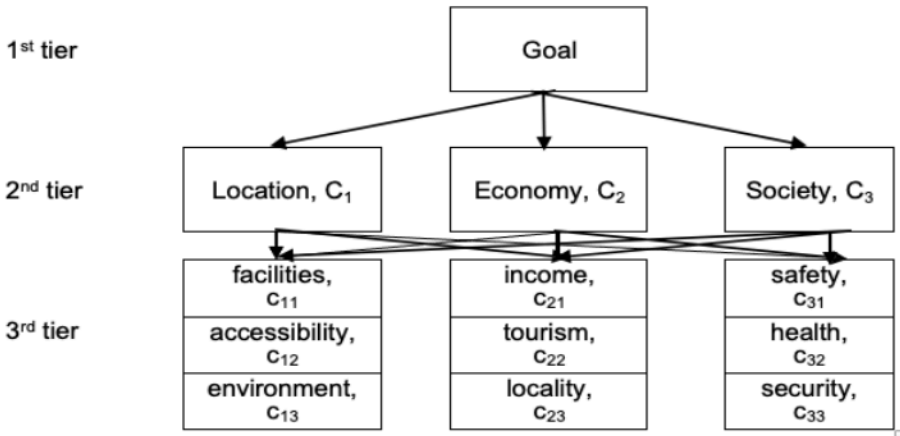 1st tier
Goal
2nd tier
Location, C1
Economy, C2
Society, C3
3rd tier
facilities,
c11
accessibility,
c12
environment,
c13
income,
c21
tourism,
c22
locality,
c23
safety,
c31
health,
c32
security,
c33